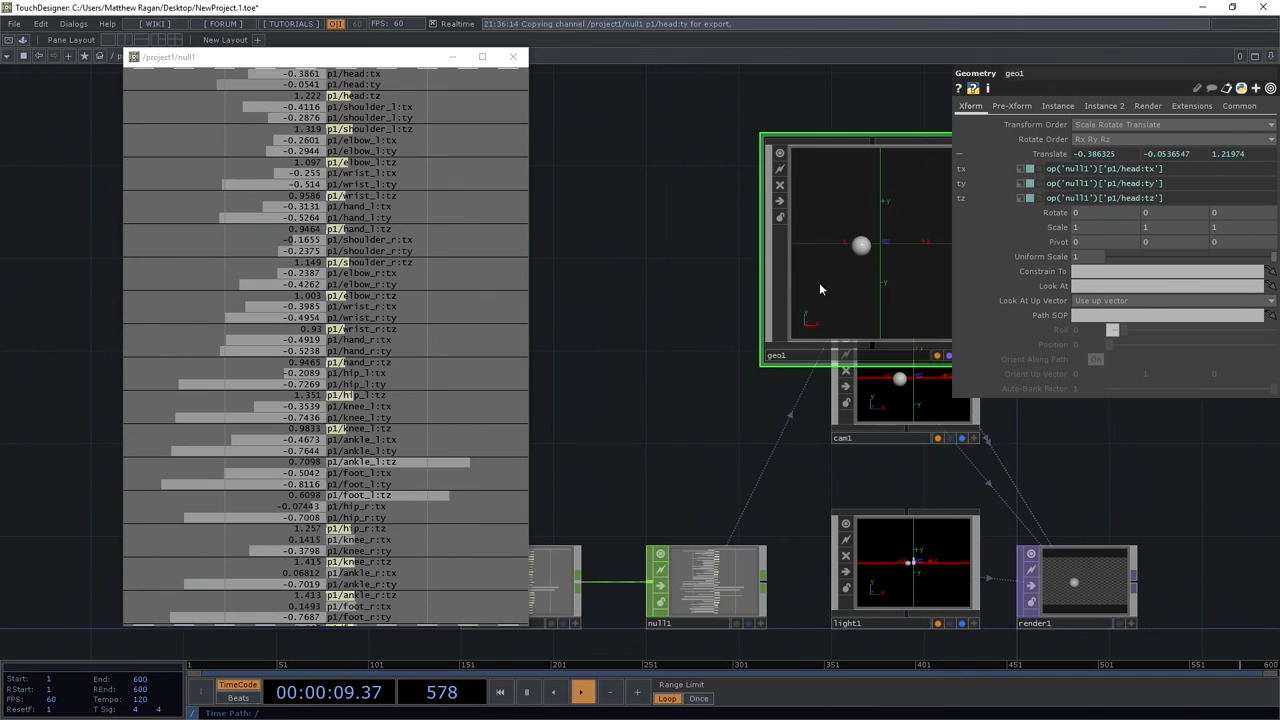 TouchDesigner: C:/Users/Matthew Ragan/Desktop/NewProject.1.toe*
File Edit Dialogs Help [ WIKI ] [ FORUM ] [ TUTORIALS ] O|I FPS: 60 Realtime 21:36:14 Copying channel /project1/null1 p1/head:ty for export.
Pane Layout New Layout +
/project1/null1
-0.3861 p1/head:tx
-0.0541 p1/head:ty
1.222 p1/head:tz
-0.4116 p1/shoulder_l:tx
-0.2876 p1/shoulder_l:ty
1.319 p1/shoulder_l:tz
-0.2601 p1/elbow_l:tx
-0.2944 p1/elbow_l:ty
1.097 p1/elbow_l:tz
-0.255 p1/wrist_l:tx
-0.514 p1/wrist_l:ty
0.9586 p1/wrist_l:tz
-0.3131 p1/hand_l:tx
-0.5264 p1/hand_l:ty
0.9464 p1/hand_l:tz
-0.1655 p1/shoulder_r:tx
-0.2375 p1/shoulder_r:ty
1.149 p1/shoulder_r:tz
-0.2387 p1/elbow_r:tx
-0.4262 p1/elbow_r:ty
1.003 p1/elbow_r:tz
-0.3985 p1/wrist_r:tx
-0.4954 p1/wrist_r:ty
0.93 p1/wrist_r:tz
-0.4919 p1/hand_r:tx
-0.5238 p1/hand_r:ty
0.9465 p1/hand_r:tz
-0.2089 p1/hip_l:tx
-0.7269 p1/hip_l:ty
1.351 p1/hip_l:tz
-0.3539 p1/knee_l:tx
-0.7436 p1/knee_l:ty
0.9833 p1/knee_l:tz
-0.4673 p1/ankle_l:tx
-0.7644 p1/ankle_l:ty
0.7098 p1/ankle_l:tz
-0.5042 p1/foot_l:tx
-0.8116 p1/foot_l:ty
0.6098 p1/foot_l:tz
-0.07443 p1/hip_r:tx
-0.7008 p1/hip_r:ty
1.257 p1/hip_r:tz
0.1415 p1/knee_r:tx
-0.3798 p1/knee_r:ty
1.415 p1/knee_r:tz
0.06812 p1/ankle_r:tx
-0.7019 p1/ankle_r:ty
1.413 p1/ankle_r:tz
0.1493 p1/foot_r:tx
-0.7687 p1/foot_r:ty
geo1
cam1
null1
light1
render1
Geometry geo1
Xform Pre-Xform Instance Instance 2 Render Extensions Common
Transform Order Scale Rotate Translate
Rotate Order Rx Ry Rz
Translate -0.386325 -0.0536547 1.21974
tx op('null1')['p1/head:tx']
ty op('null1')['p1/head:ty']
tz op('null1')['p1/head:tz']
Rotate 0 0 0
Scale 1 1 1
Pivot 0 0 0
Uniform Scale 1
Constrain To
Look At
Look At Up Vector Use up vector
Path SOP
Roll 0
Position 0
Orient Along Path On
Orient Up Vector 0 1 0
Auto-Bank Factor 1
1 51 101 151 201 251 301 351 401 451 501 551 600
Start: 1 End: 600
RStart: 1 REnd: 600
FPS: 60 Tempo: 120
ResetF: 1 T Sig: 4 4
TimeCode
Beats
00:00:09.37 578
Range Limit
Loop Once
/ Time Path: /